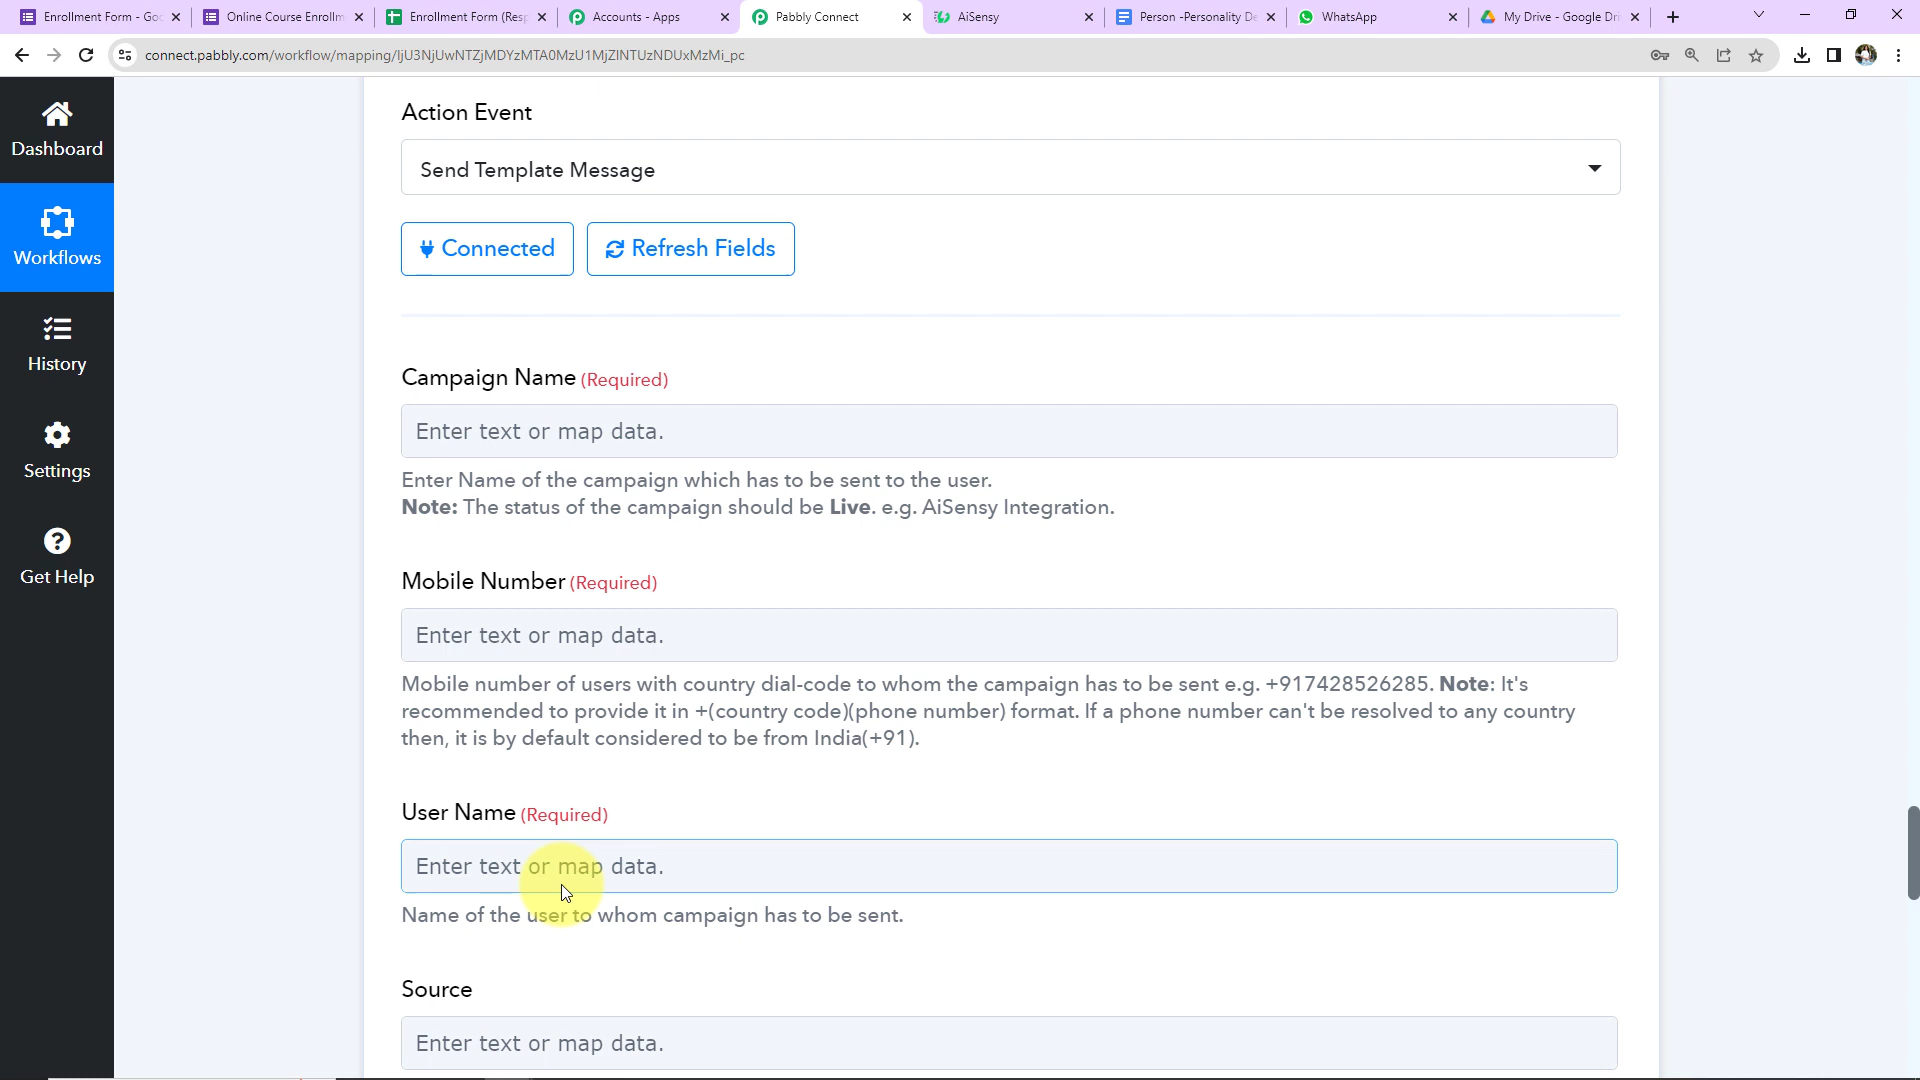 Enrollment Form - Goo
Online Course Enrollm
Enrollment Form (Resp
Accounts - Apps
Pabbly Connect
AiSensy
Person -Personality De
WhatsApp
My Drive - Google Dri
connect.pabbly.com/workflow/mapping/IjU3NjUwNTZjMDYzMTA0MzU1MjZlNTUzNDUxMzMi_pc
Dashboard
Workflows
History
Settings
Get Help
Action Event
Send Template Message
Connected
Refresh Fields
Campaign Name (Required)
Enter text or map data.
Enter Name of the campaign which has to be sent to the user.
Note: The status of the campaign should be Live. e.g. AiSensy Integration.
Mobile Number (Required)
Enter text or map data.
Mobile number of users with country dial-code to whom the campaign has to be sent e.g. +917428526285. Note: It's
recommended to provide it in +(country code)(phone number) format. If a phone number can't be resolved to any country
then, it is by default considered to be from India(+91).
User Name (Required)
Enter text or map data.
Name of the user to whom campaign has to be sent.
Source
Enter text or map data.